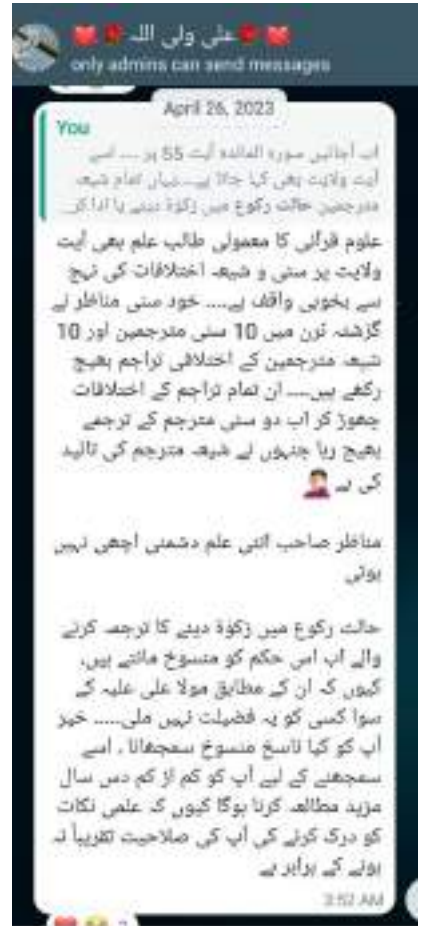 علی ولی اللہ
only admins can send messages
April 26, 2023
You
اب آجائیں سورہ المائدہ آیت 55 پر .... اسے
آیت ولایت بھی کہا جاتا ہے....یہاں تمام شیعہ
مترجمین حالت رکوع میں زکوٰۃ دینے یا ادا کر...
علوم قرآنی کا معمولی طالب علم بھی آیت
ولایت پر سنی و شیعہ اختلافات کی نہج
سے بخوبی واقف ہے.... خود سنی مناظر نے
گزشتہ ٹرن میں 10 سنی مترجمین اور 10
شیعہ مترجمین کے اختلافی تراجم بھیج
رکھے ہیں.... ان تمام تراجم کے اختلافات
چھوڑ کر اب دو سنی مترجم کے ترجمے
بھیج رہا جنہوں نے شیعہ مترجم کی تائید
کی ہے 🤦
مناظر صاحب اتنی علم دشمنی اچھی نہیں
ہوتی
حالت رکوع میں زکوٰۃ دینے کا ترجمہ کرنے
والے اب اس حکم کو منسوخ مانتے ہیں،
کیوں کہ ان کے مطابق مولا علی علیہ کے
سوا کسی کو یہ فضیلت نہیں ملی..... خیر
آپ کو کیا ناسخ منسوخ سمجھانا ، اسے
سمجھنے کے لیے آپ کو کم از کم دس سال
مزید مطالعہ کرنا ہوگا کیوں کہ علمی نکات
کو درک کرنے کی آپ کی صلاحیت تقریباً نہ
ہونے کے برابر ہے
3:52 AM